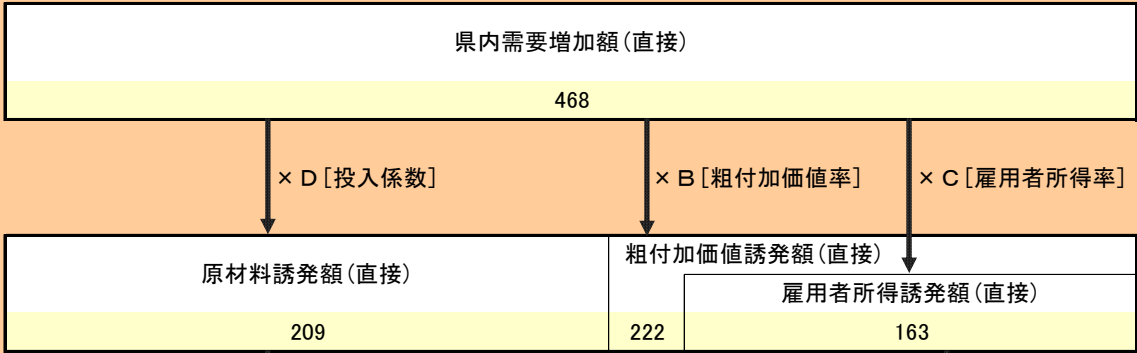 県内需要増加額(直接)
468
× D [投入係数]
× B [粗付加価値率]
× C [雇用者所得率]
原材料誘発額(直接)
粗付加価値誘発額(直接)
雇用者所得誘発額(直接)
209
222
163